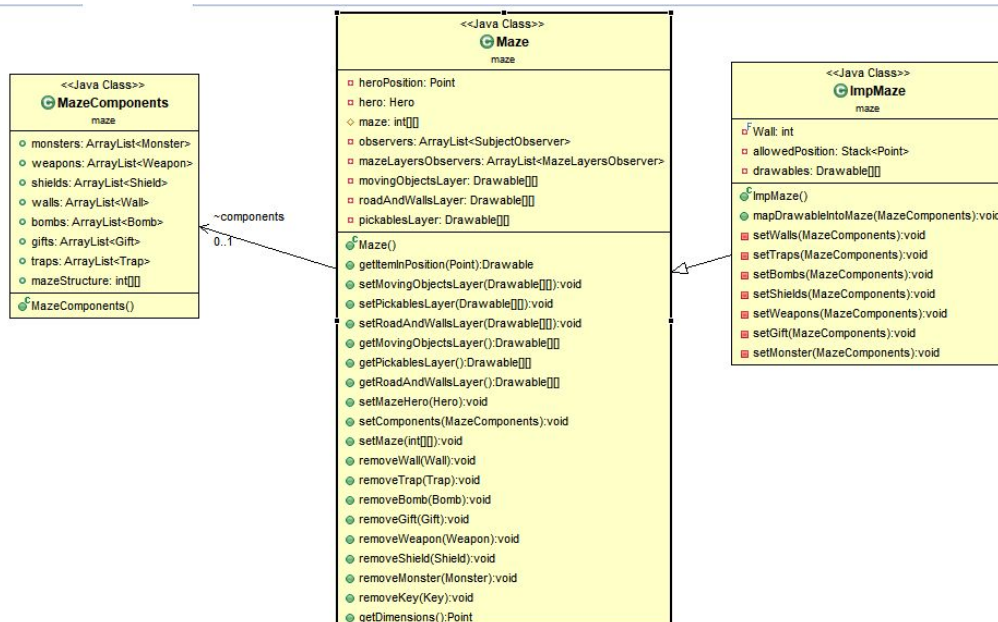 <<Java Class>>
MazeComponents
maze
monsters: ArrayList<Monster>
weapons: ArrayList<Weapon>
shields: ArrayList<Shield>
walls: ArrayList<Wall>
bombs: ArrayList<Bomb>
gifts: ArrayList<Gift>
traps: ArrayList<Trap>
mazeStructure: int[][]
MazeComponents()
~components
0..1
<<Java Class>>
Maze
maze
heroPosition: Point
hero: Hero
maze: int[][]
observers: ArrayList<SubjectObserver>
mazeLayersObservers: ArrayList<MazeLayersObserver>
movingObjectsLayer: Drawable[][]
roadAndWallsLayer: Drawable[][]
pickablesLayer: Drawable[][]
Maze()
getItemInPosition(Point):Drawable
setMovingObjectsLayer(Drawable[][]):void
setPickablesLayer(Drawable[][]):void
setRoadAndWallsLayer(Drawable[][]):void
getMovingObjectsLayer():Drawable[][]
getPickablesLayer():Drawable[][]
getRoadAndWallsLayer():Drawable[][]
setMazeHero(Hero):void
setComponents(MazeComponents):void
setMaze(int[][]):void
removeWall(Wall):void
removeTrap(Trap):void
removeBomb(Bomb):void
removeGift(Gift):void
removeWeapon(Weapon):void
removeShield(Shield):void
removeMonster(Monster):void
removeKey(Key):void
getDimensions():Point
<<Java Class>>
ImpMaze
maze
Wall: int
allowedPosition: Stack<Point>
drawables: Drawable[][]
ImpMaze()
mapDrawableIntoMaze(MazeComponents):void
setWalls(MazeComponents):void
setTraps(MazeComponents):void
setBombs(MazeComponents):void
setShields(MazeComponents):void
setWeapons(MazeComponents):void
setGift(MazeComponents):void
setMonster(MazeComponents):void